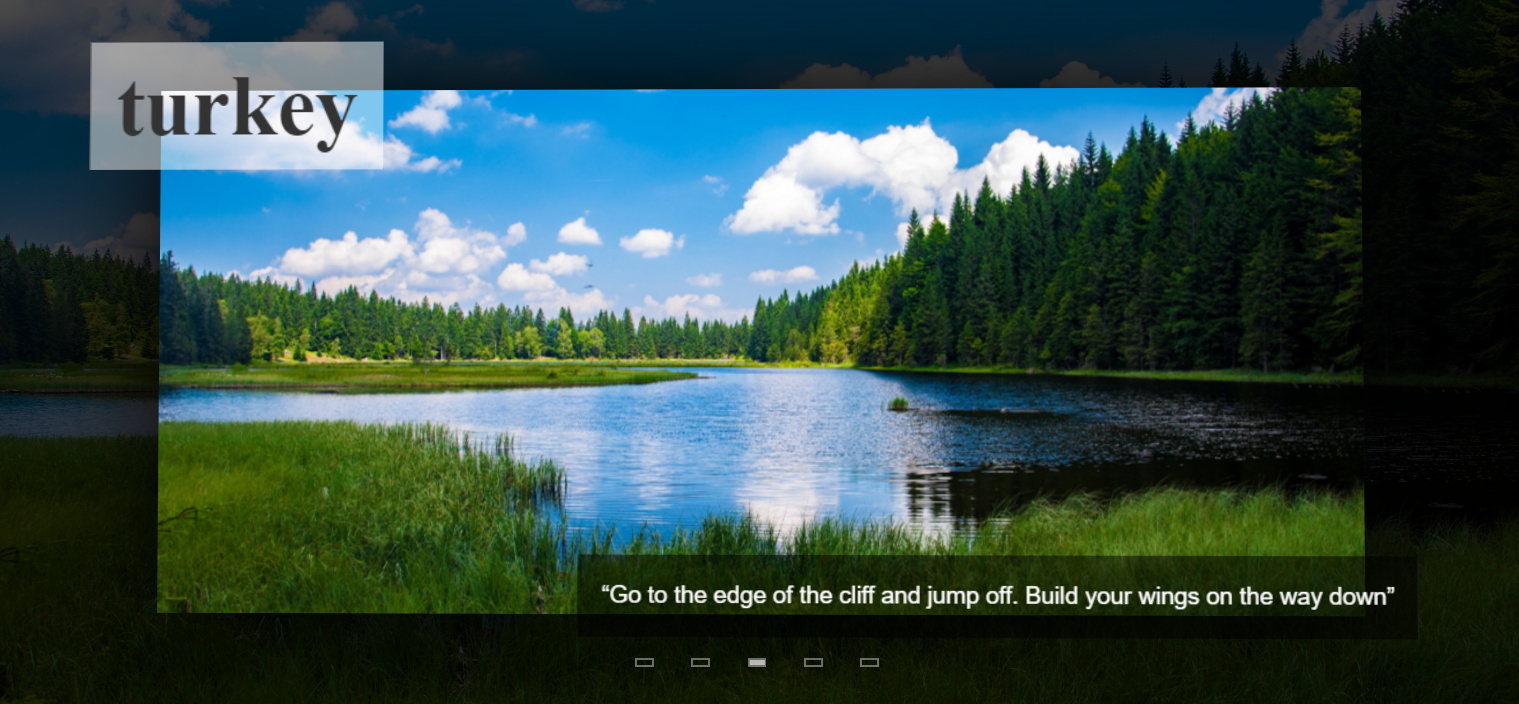 turkey
“Go to the edge of the cliff and jump off. Build your wings on the way down”